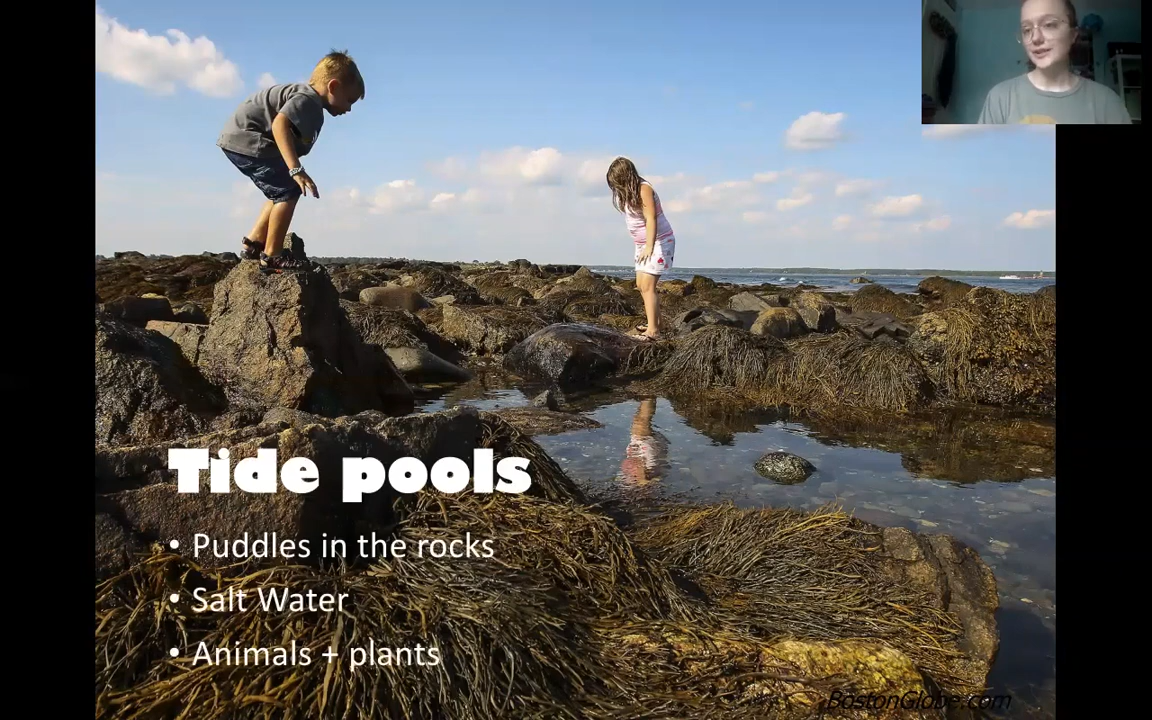 Tide pools
• Puddles in the rocks
• Salt Water
• Animals + plants
BostonGlobe.com